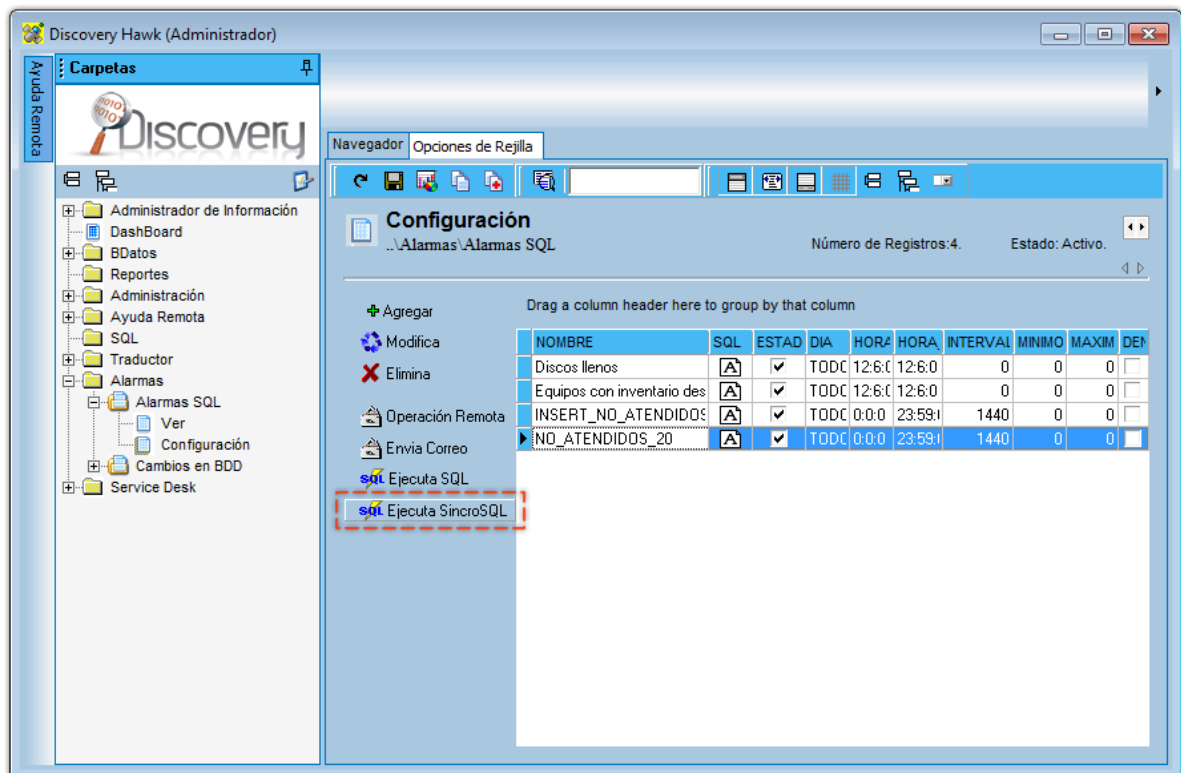 Discovery Hawk (Administrador)
Ayuda Remota
Carpetas
Discovery
Administrador de Información
DashBoard
BDatos
Reportes
Administración
Ayuda Remota
SQL
Traductor
Alarmas
Alarmas SQL
Ver
Configuración
Cambios en BDD
Service Desk
Navegador Opciones de Rejilla
Configuración
..\Alarmas\Alarmas SQL Número de Registros:4. Estado: Activo.
Agregar
Modifica
Elimina
Operación Remota
Envia Correo
SQL Ejecuta SQL
SQL Ejecuta SincroSQL
Drag a column header here to group by that column
NOMBRE SQL ESTAD DIA HORA HORA INTERVAL MINIMO MAXIM DEN
Discos llenos A TODO 12:6:0 12:6:0 0 0 0
Equipos con inventario des A TODO 12:6:0 12:6:0 0 0 0
INSERT_NO_ATENDIDOS A TODO 0:0:0 23:59: 1440 0 0
NO_ATENDIDOS_20 A TODO 0:0:0 23:59: 1440 0 0